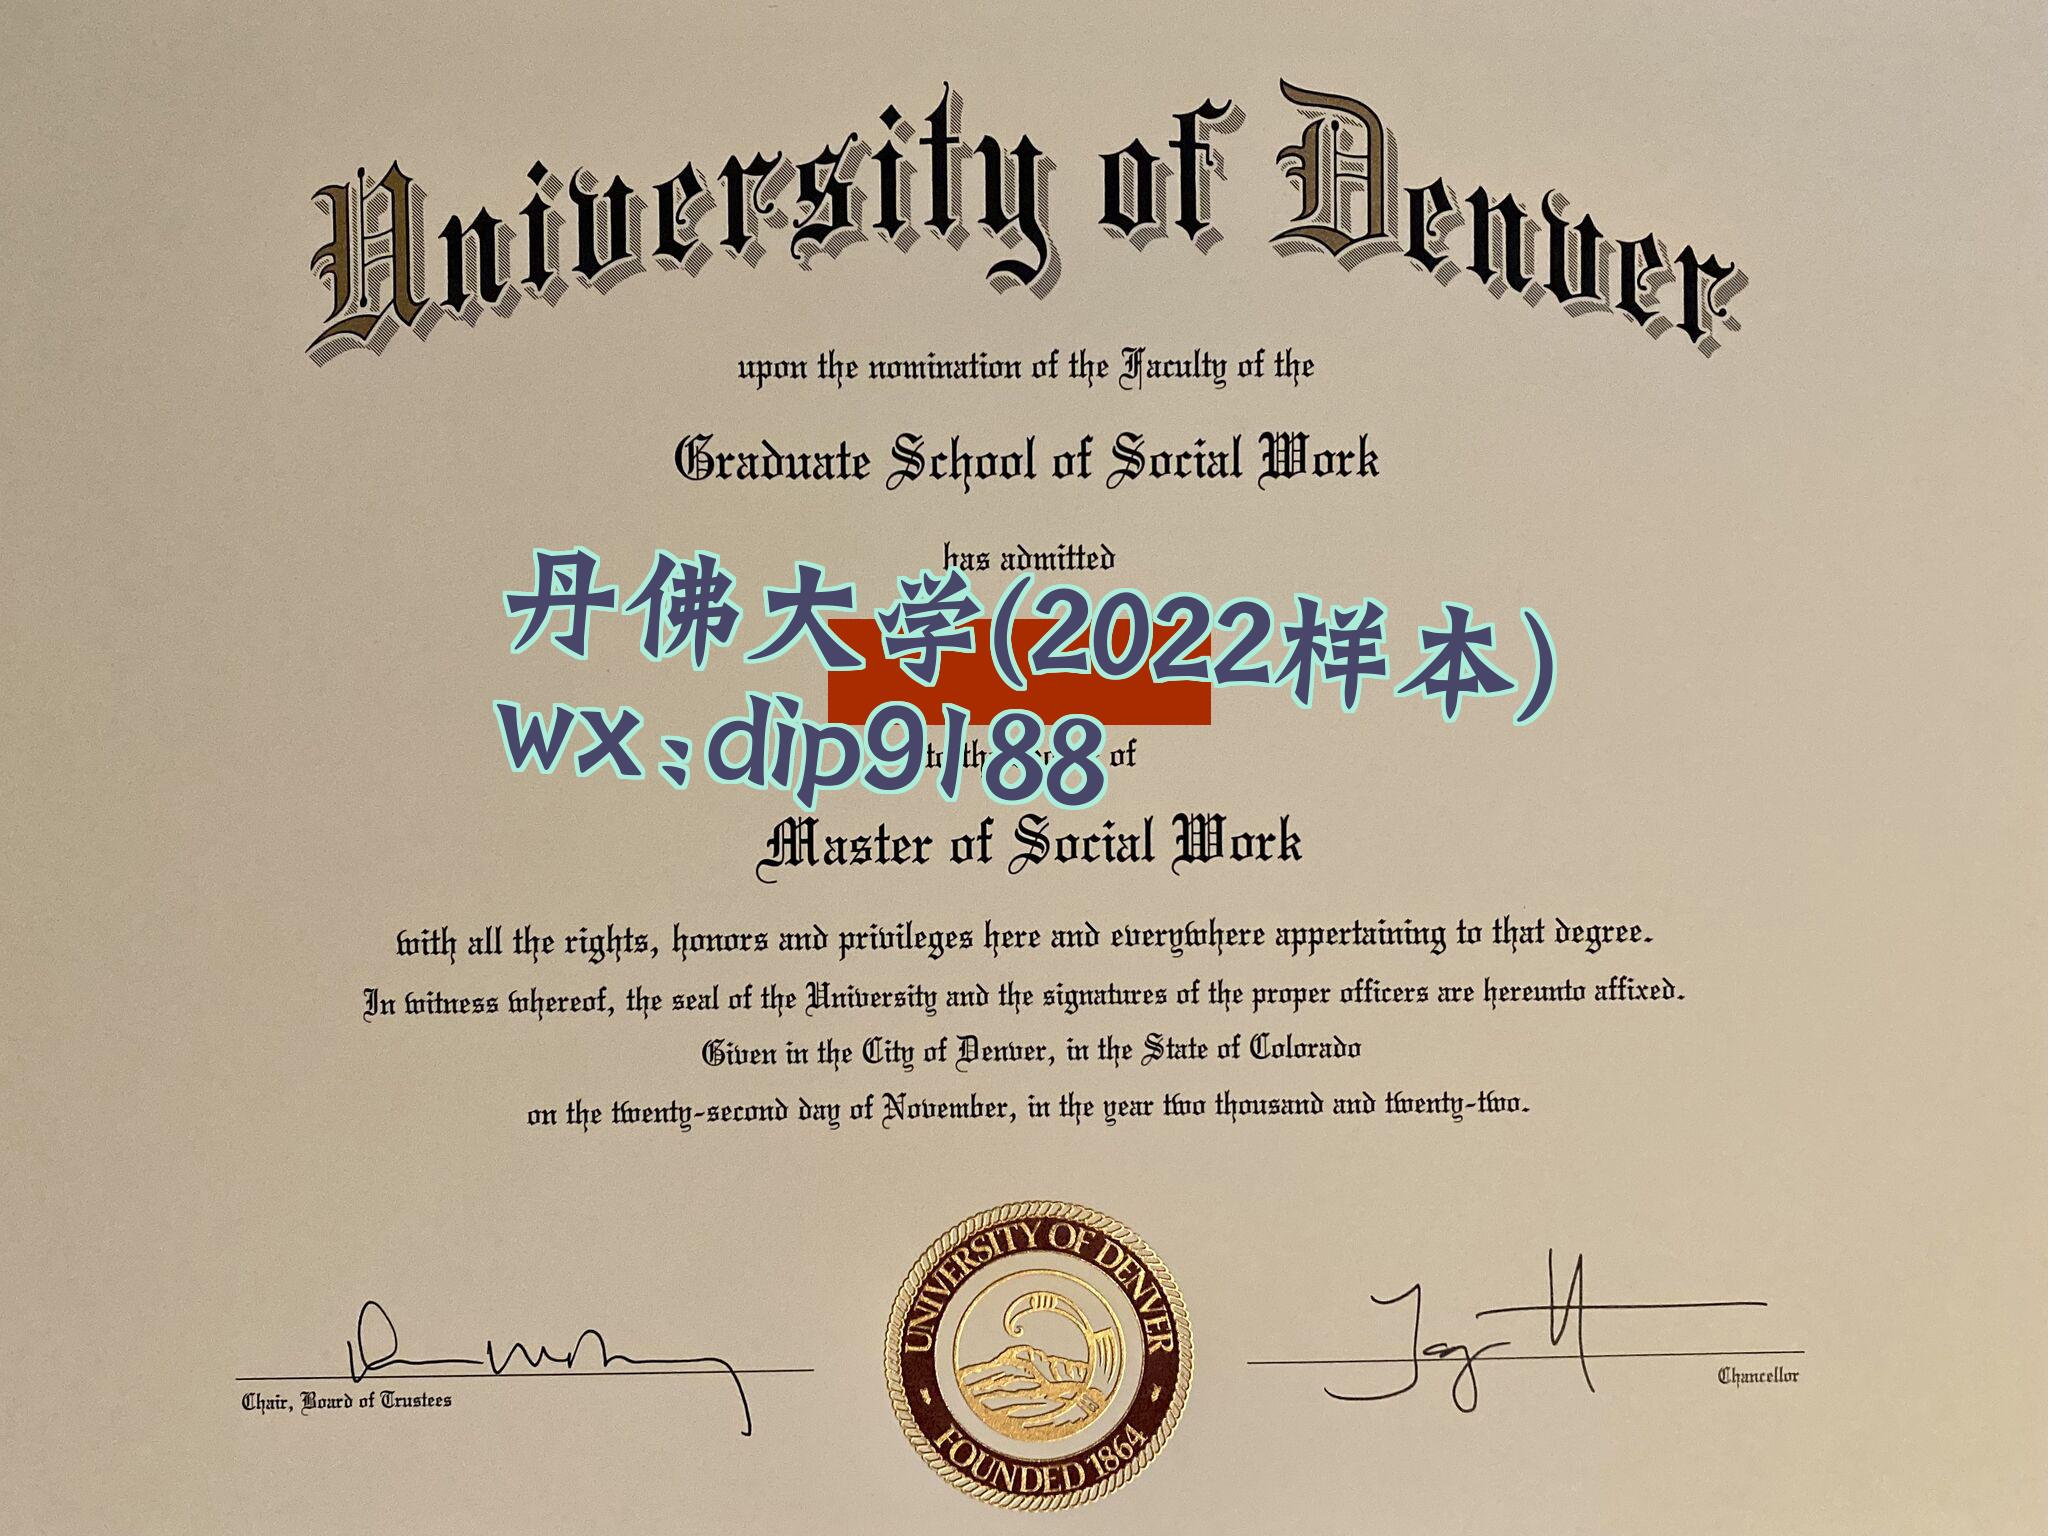 University of Denver
upon the nomination of the Faculty of the
Graduate School of Social Work
has admitted
丹佛大学(2022样本)
wx:dip9188
to the of
Master of Social Work
with all the rights, honors and privileges here and everywhere appertaining to that degree.
In witness whereof, the seal of the University and the signatures of the proper officers are hereunto affixed.
Given in the City of Denver, in the State of Colorado
on the twenty-second day of November, in the year two thousand and twenty-two.
Chair, Board of Trustees
UNIVERSITY OF DENVER
FOUNDED 1864
Chancellor